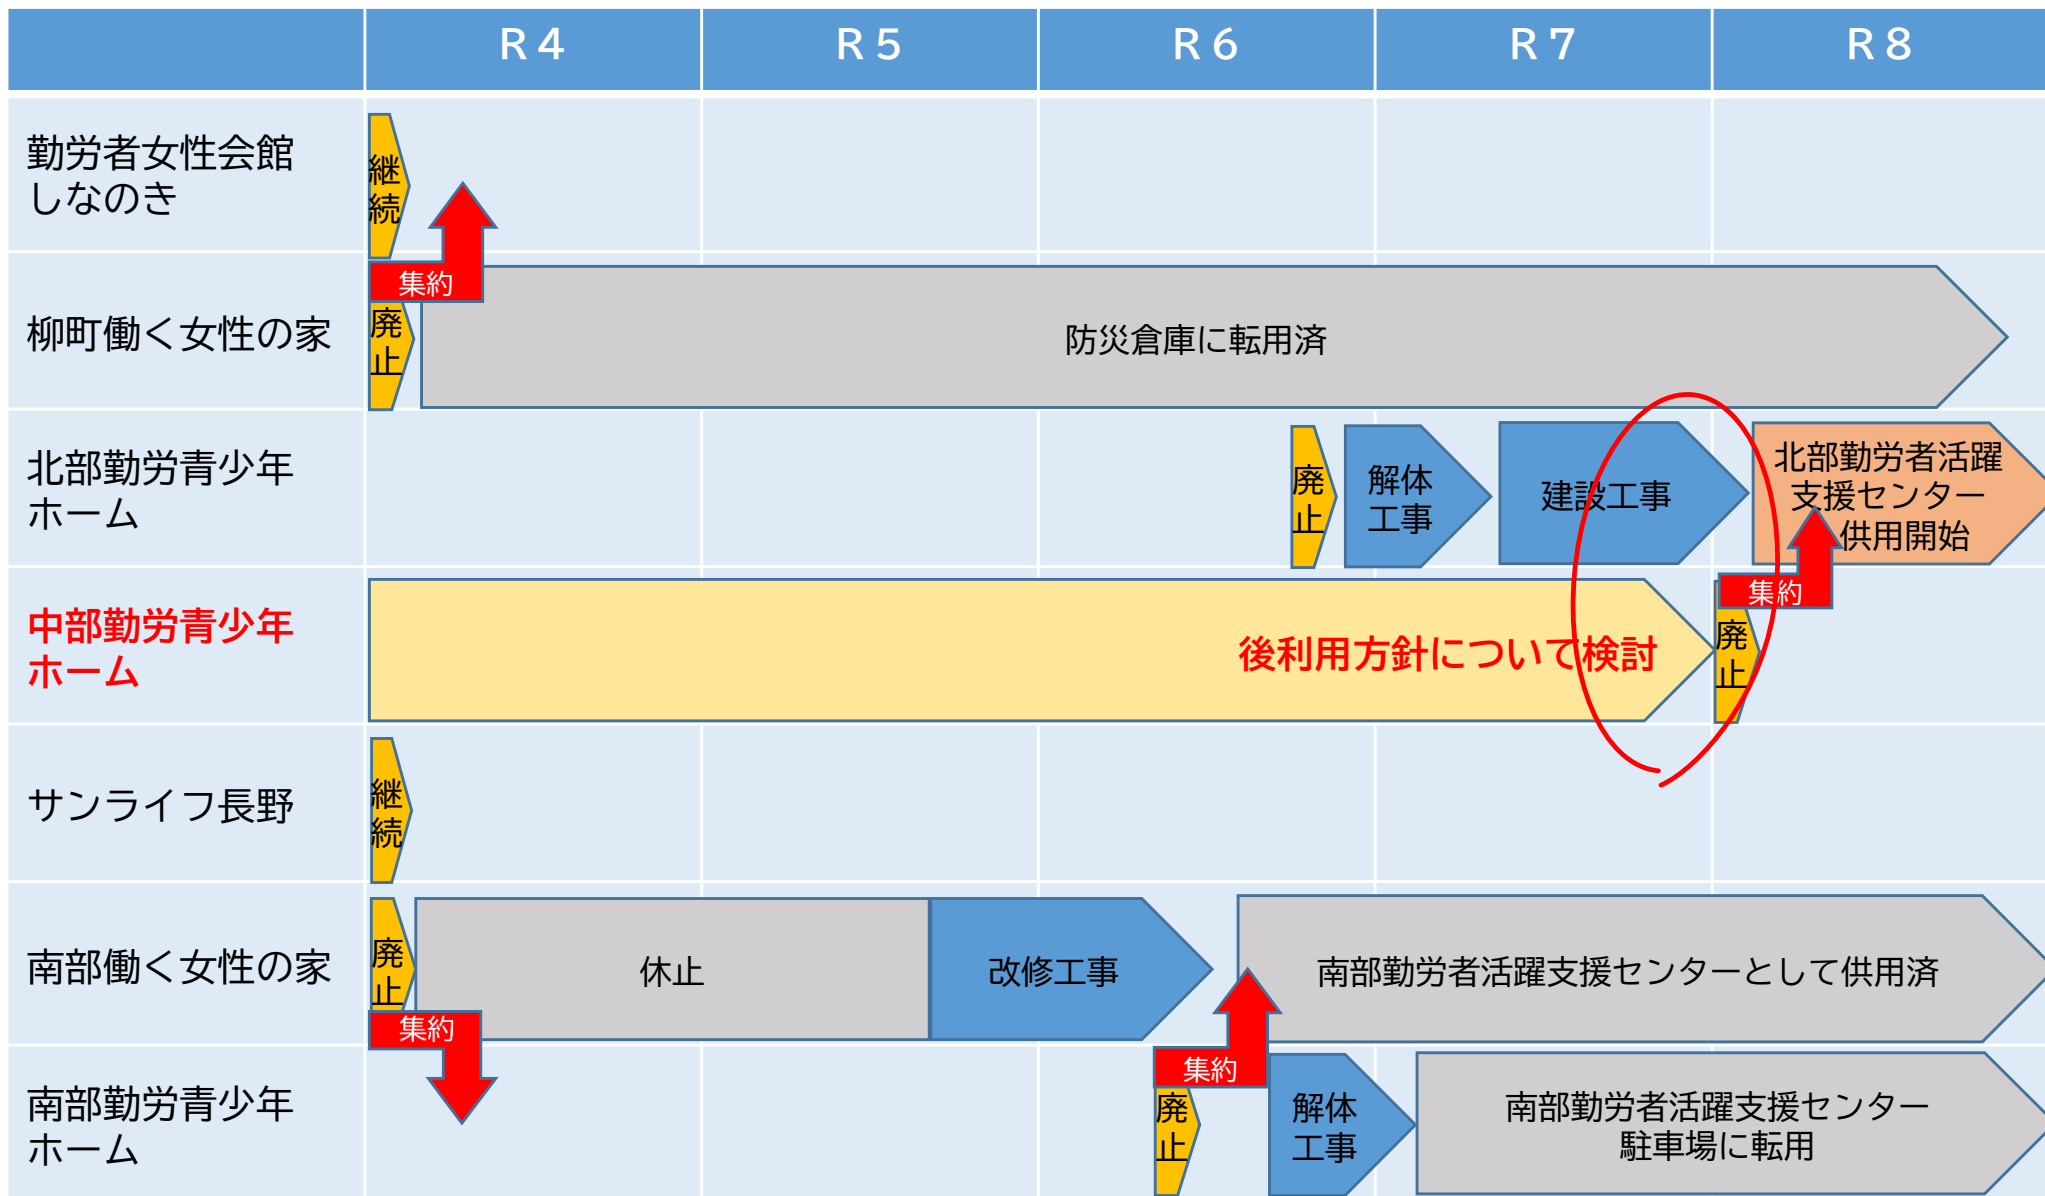 R4 R5 R6 R7 R8
勤労者女性会館
しなのき
継
続
集約
柳町働く女性の家
廃
止
防災倉庫に転用済
北部勤労青少年
ホーム
廃
止
解体
工事
建設工事
北部勤労者活躍
支援センター
供用開始
集約
中部勤労青少年
ホーム
後利用方針について検討
廃
止
サンライフ長野
継
続
南部働く女性の家
廃
止
休止
改修工事
南部勤労者活躍支援センターとして供用済
集約
集約
南部勤労青少年
ホーム
廃
止
解体
工事
南部勤労者活躍支援センター
駐車場に転用